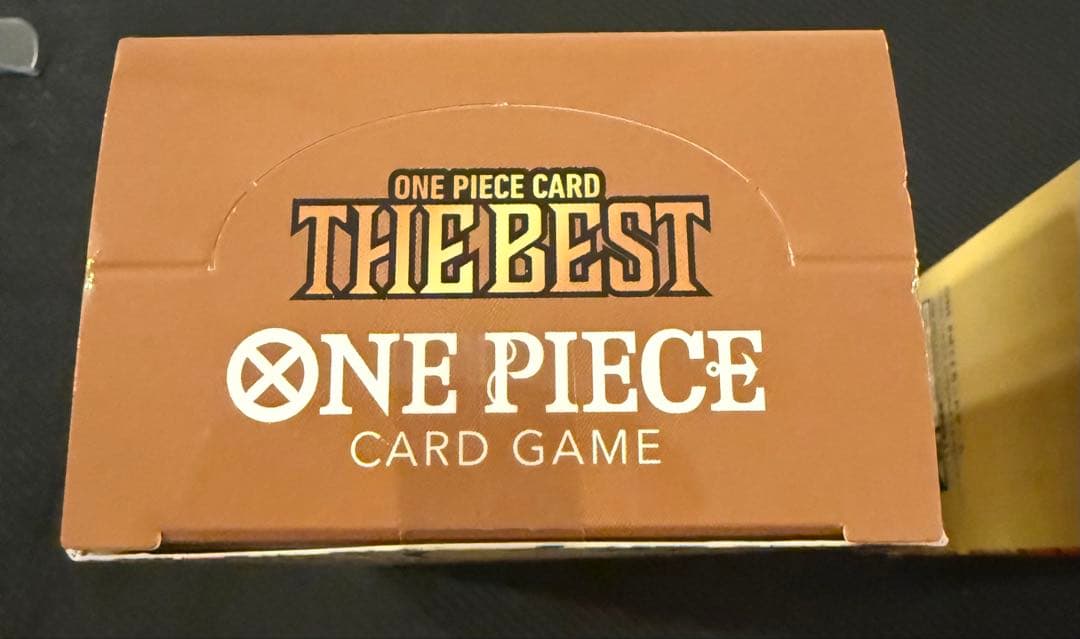 ONE PIECE CARD
THE BEST
ONE PIECE
CARD GAME